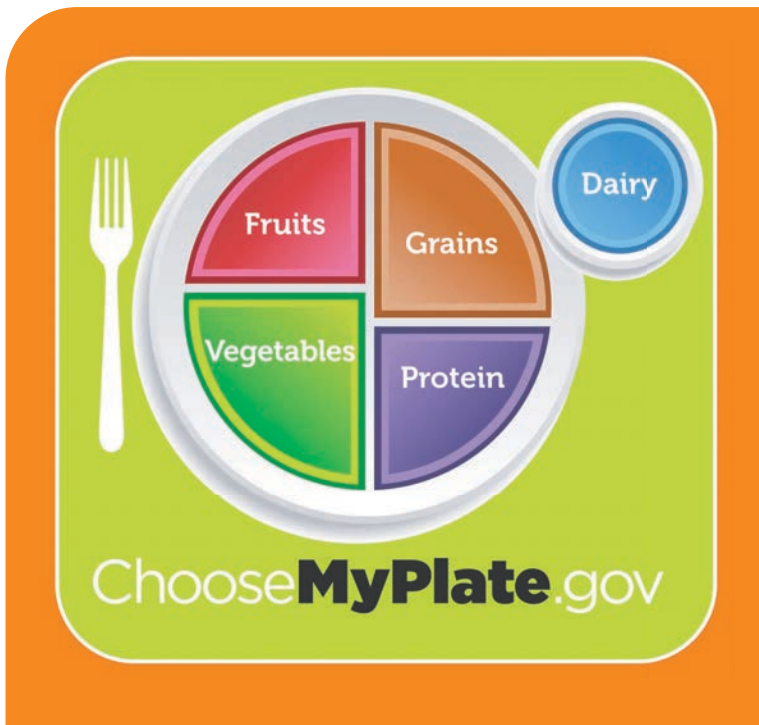 Dairy
Fruits
Grains
Vegetables
Protein
ChooseMyPlate.gov